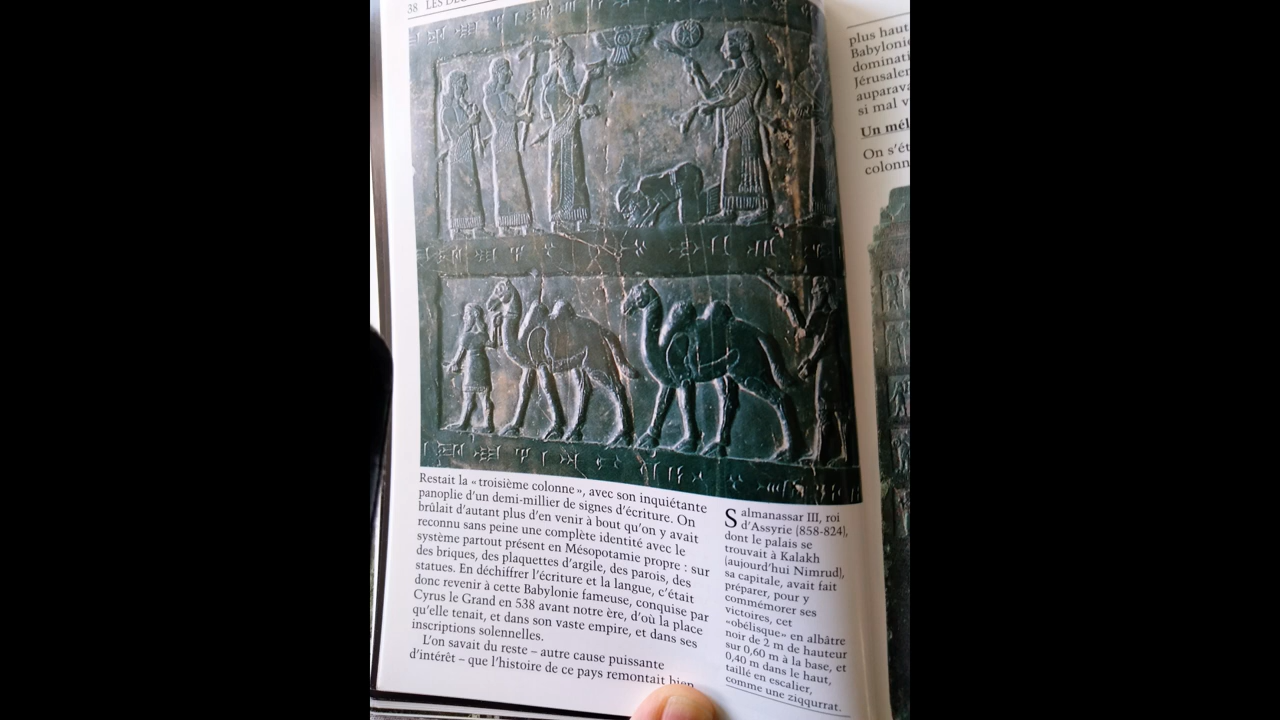 38
Restait la « troisième colonne », avec son inquiétante
panoplie d'un demi-millier de signes d'écriture. On
brûlait d'autant plus d'en venir à bout qu'on y avait
reconnu sans peine une complète identité avec le
système partout présent en Mésopotamie propre : sur
des briques, des plaquettes d'argile, des parois, des
statues. En déchiffrer l'écriture et la langue, c'était
donc revenir à cette Babylonie fameuse, conquise par
Cyrus le Grand en 538 avant notre ère, d'où la place
qu'elle tenait, et dans son vaste empire, et dans ses
inscriptions solennelles.
L'on savait du reste – autre cause puissante
d'intérêt – que l'histoire de ce pays remontait bien
Salmanassar III, roi
d'Assyrie (858-824),
dont le palais se
trouvait à Kalakh
(aujourd'hui Nimrud),
sa capitale, avait fait
préparer, pour y
commémorer ses
victoires, cet
«obélisque» en albâtre
noir de 2 m de hauteur
sur 0,60 m à la base, et
0,40 m dans le haut,
taillé en escalier,
comme une ziqqurrat.
plus haut
Babyloni
dominati
Jérusaler
auparava
si mal v
Un mél
On s'ét
colonn